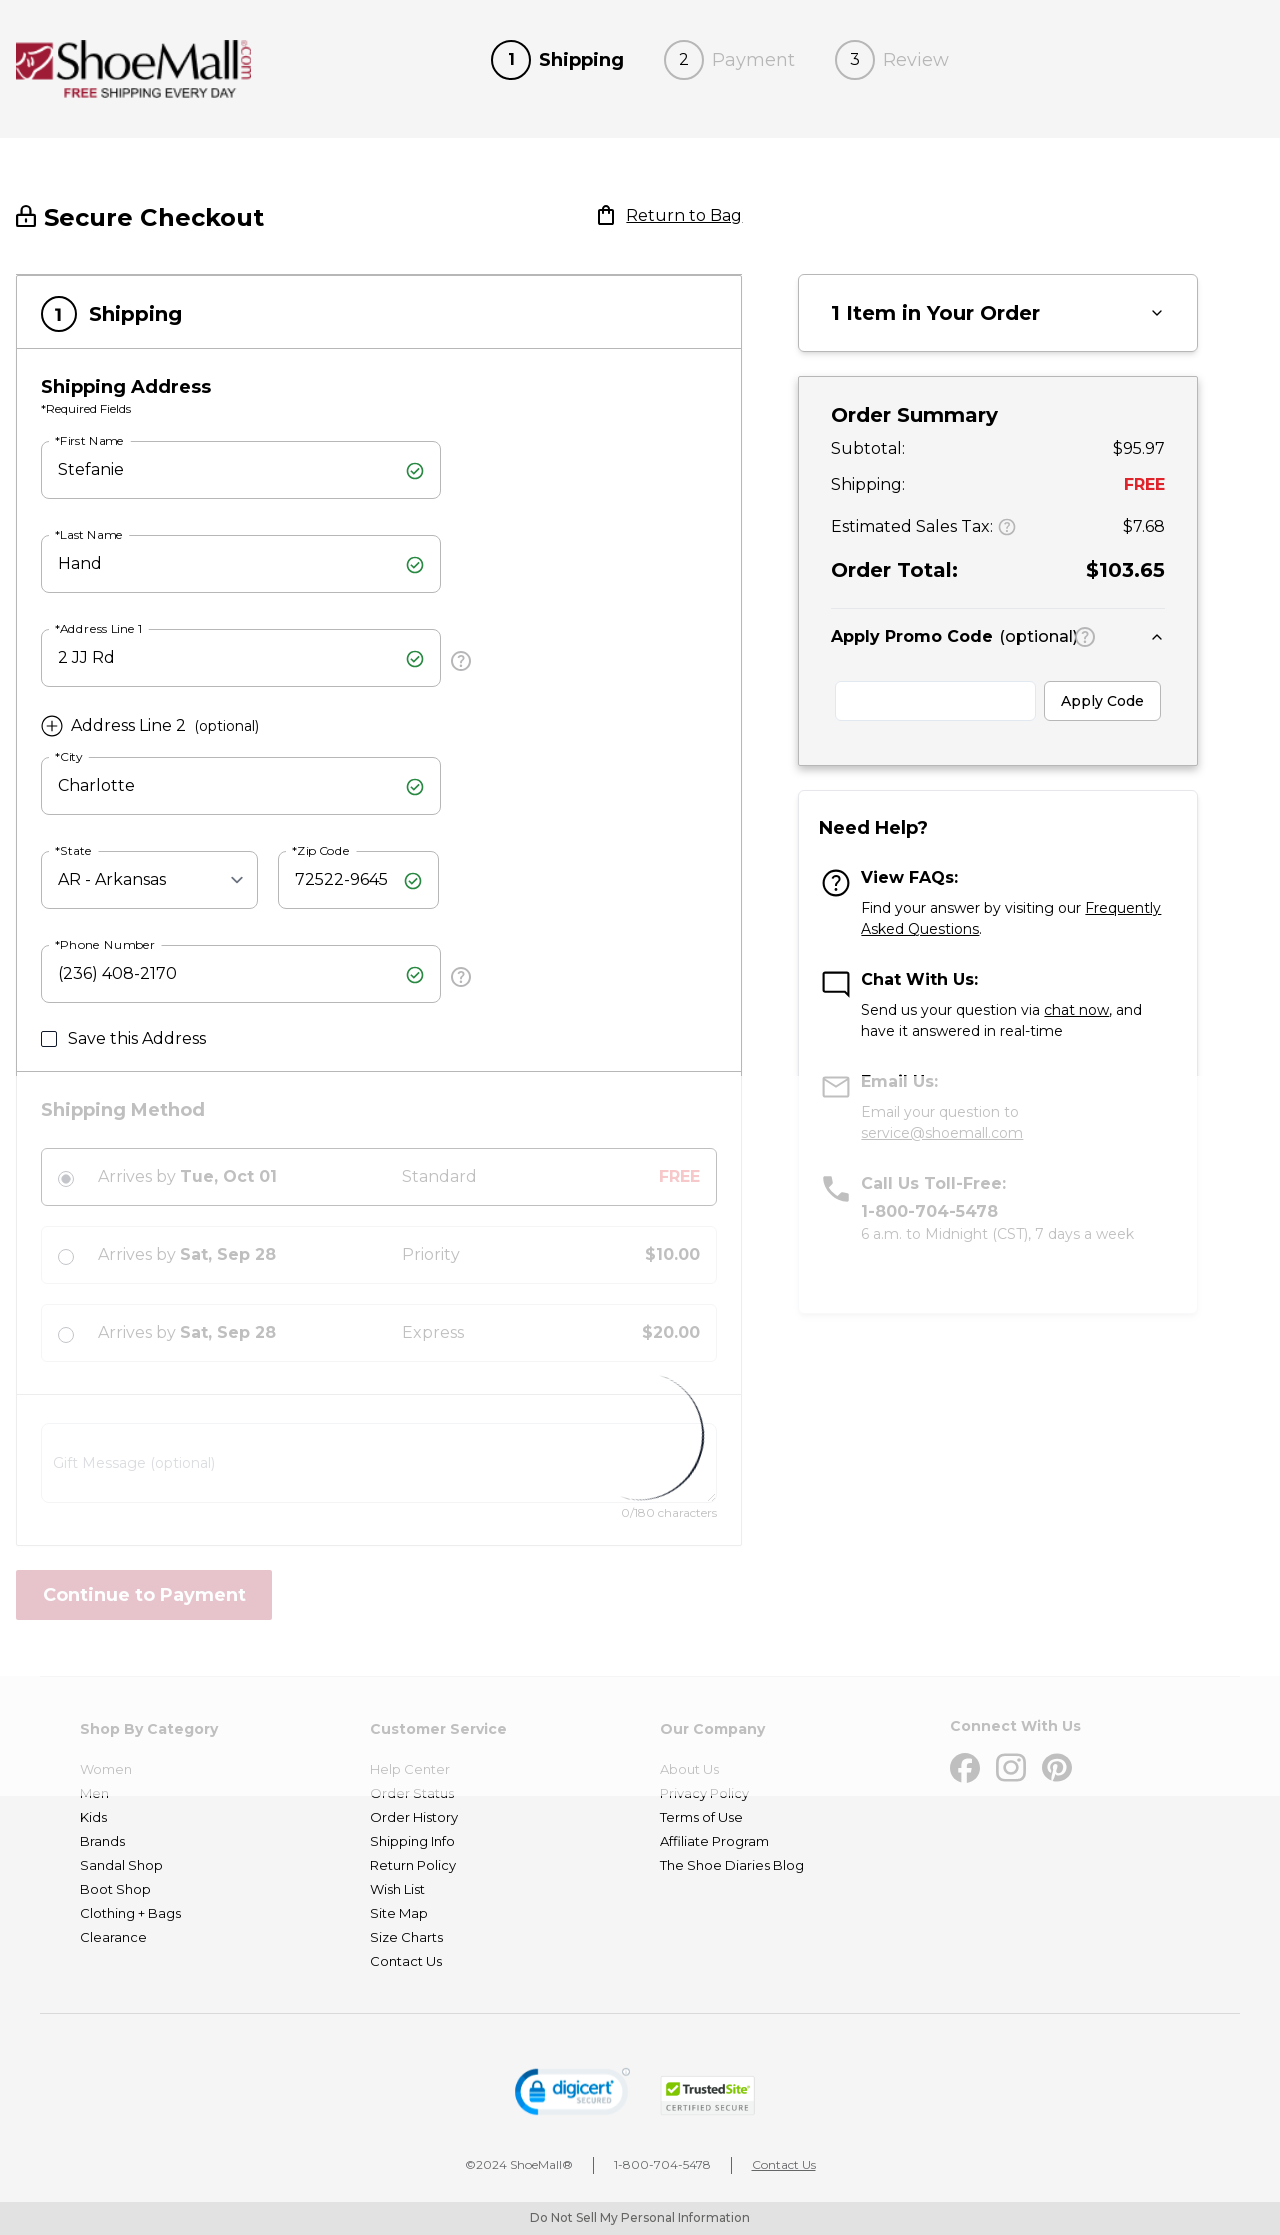 ShoeMall.com
FREE SHIPPING EVERY DAY
1 Shipping
2 Payment
3 Review
Secure Checkout
Return to Bag
1 Shipping
Shipping Address
*Required Fields
*First Name
Stefanie
*Last Name
Hand
*Address Line 1
2 JJ Rd
Address Line 2 (optional)
*City
Charlotte
*State
AR - Arkansas
*Zip Code
72522-9645
*Phone Number
(236) 408-2170
Save this Address
Shipping Method
Arrives by Tue, Oct 01 Standard FREE
Arrives by Sat, Sep 28 Priority $10.00
Arrives by Sat, Sep 28 Express $20.00
Gift Message (optional)
0/180 characters
Continue to Payment
1 Item in Your Order
Order Summary
Subtotal: $95.97
Shipping: FREE
Estimated Sales Tax: $7.68
Order Total: $103.65
Apply Promo Code (optional)
Apply Code
Need Help?
View FAQs:
Find your answer by visiting our Frequently
Asked Questions.
Chat With Us:
Send us your question via chat now, and
have it answered in real-time
Email Us:
Email your question to
service@shoemall.com
Call Us Toll-Free:
1-800-704-5478
6 a.m. to Midnight (CST), 7 days a week
Shop By Category
Women
Men
Kids
Brands
Sandal Shop
Boot Shop
Clothing + Bags
Clearance
Customer Service
Help Center
Order Status
Order History
Shipping Info
Return Policy
Wish List
Site Map
Size Charts
Contact Us
Our Company
About Us
Privacy Policy
Terms of Use
Affiliate Program
The Shoe Diaries Blog
Connect With Us
digicert
SECURED
TrustedSite
CERTIFIED SECURE
©2024 ShoeMall®
1-800-704-5478
Contact Us
Do Not Sell My Personal Information